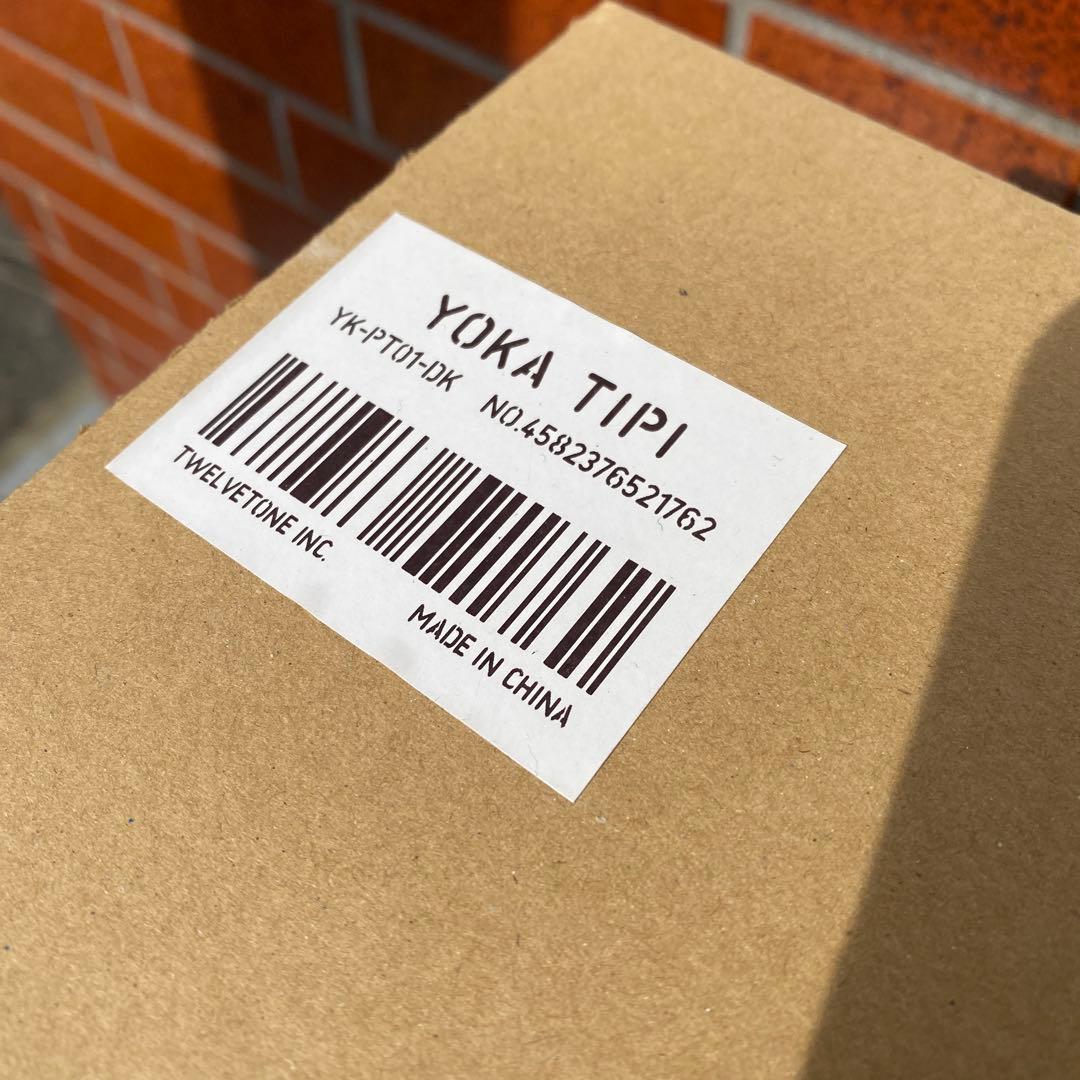 YOKA TIPI
YK-PT01-DK NO.4582376521762
TWELVETONE INC. MADE IN CHINA